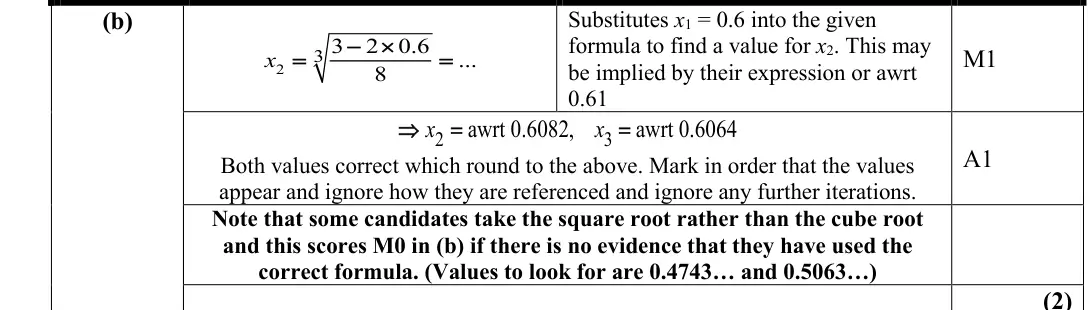 (b)
x₂ = ∛((3 − 2 × 0.6)/8) = ...
Substitutes x₁ = 0.6 into the given
formula to find a value for x₂. This may
be implied by their expression or awrt
0.61
M1
⇒ x₂ = awrt 0.6082, x₃ = awrt 0.6064
Both values correct which round to the above. Mark in order that the values
appear and ignore how they are referenced and ignore any further iterations.
A1
Note that some candidates take the square root rather than the cube root
and this scores M0 in (b) if there is no evidence that they have used the
correct formula. (Values to look for are 0.4743… and 0.5063…)
(2)